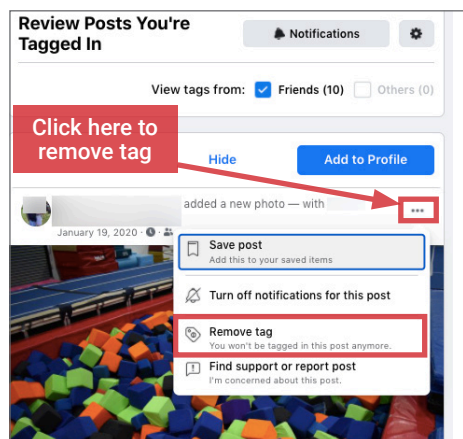 Review Posts You're
Tagged In
Notifications
View tags from: Friends (10) Others (0)
Click here to
remove tag
Hide
Add to Profile
added a new photo — with
January 19, 2020 ·
Save post
Add this to your saved items
Turn off notifications for this post
Remove tag
You won't be tagged in this post anymore.
Find support or report post
I'm concerned about this post.